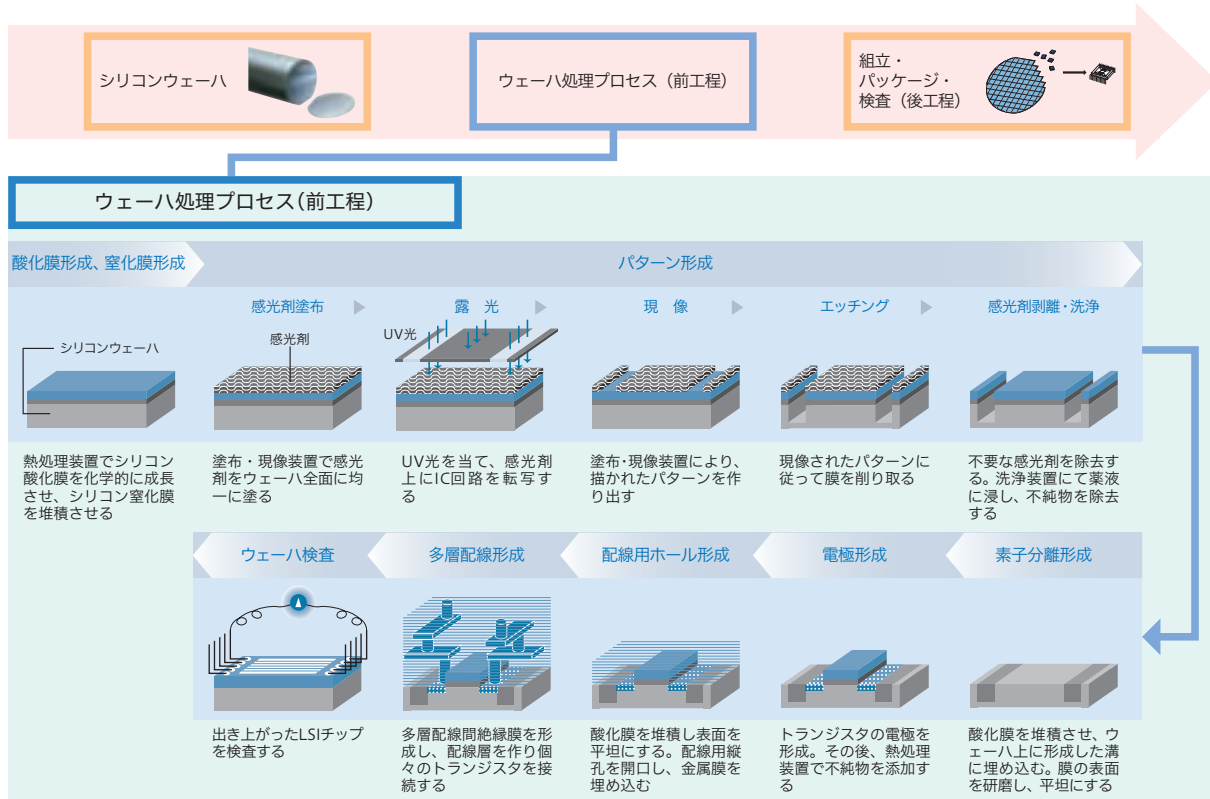 シリコンウェーハ
ウェーハ処理プロセス（前工程）
組立・
パッケージ・
検査（後工程）
ウェーハ処理プロセス（前工程）
酸化膜形成、窒化膜形成
パターン形成
感光剤塗布
露 光
現 像
エッチング
感光剤剥離・洗浄
シリコンウェーハ
感光剤
UV光
熱処理装置でシリコン
酸化膜を化学的に成長
させ、シリコン窒化膜
を堆積させる
塗布・現像装置で感光
剤をウェーハ全面に均
一に塗る
UV光を当て、感光剤
上にIC回路を転写す
る
塗布・現像装置により、
描かれたパターンを作
り出す
現像されたパターンに
従って膜を削り取る
不要な感光剤を除去す
る。洗浄装置にて薬液
に浸し、不純物を除去
する
ウェーハ検査
多層配線形成
配線用ホール形成
電極形成
素子分離形成
出き上がったLSIチップ
を検査する
多層配線間絶縁膜を形
成し、配線層を作り個
々のトランジスタを接
続する
酸化膜を堆積し表面を
平坦にする。配線用縦
孔を開口し、金属膜を
埋め込む
トランジスタの電極を
形成。その後、熱処理
装置で不純物を添加す
る
酸化膜を堆積させ、ウ
ェーハ上に形成した溝
に埋め込む。膜の表面
を研磨し、平坦にする